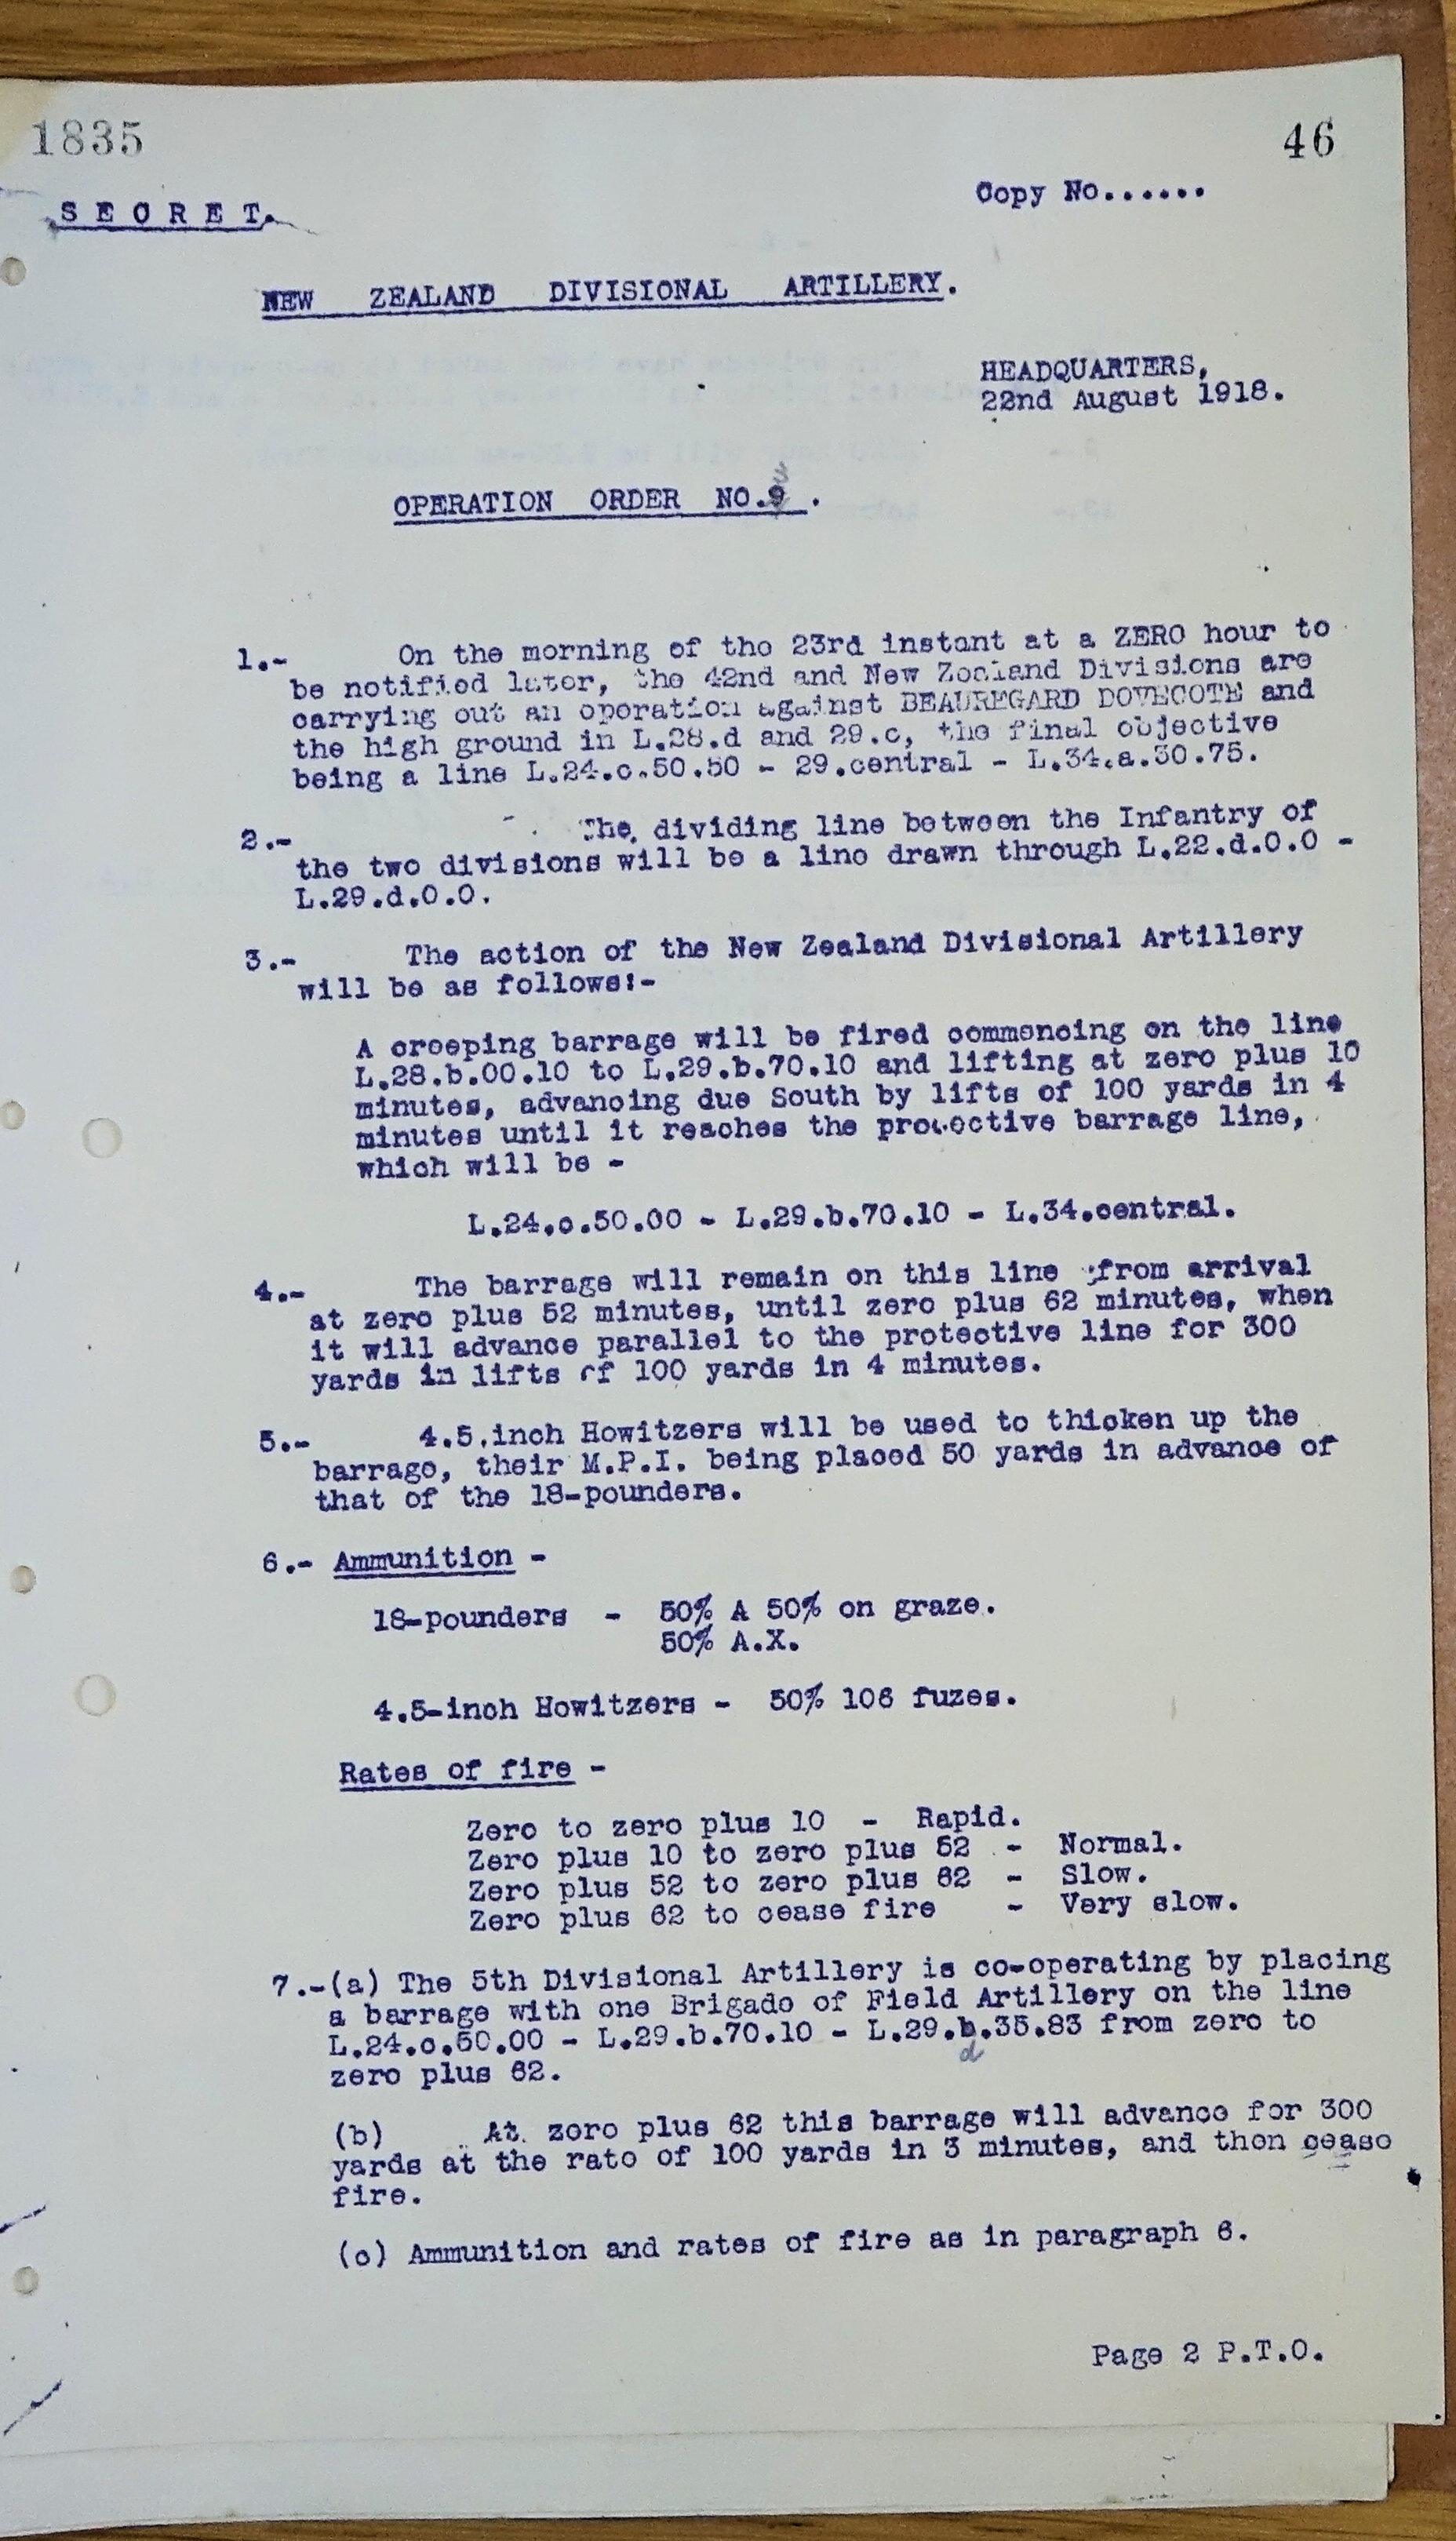 1835
46
Copy No......
SECRET.
NEW ZEALAND DIVISIONAL ARTILLERY.
HEADQUARTERS,
22nd August 1918.
OPERATION ORDER NO.9.
1.- On the morning of the 23rd instant at a ZERO hour to
be notified later, the 42nd and New Zealand Divisions are
carrying out an operation against BEAUREGARD DOVECOTE and
the high ground in L.28.d and 29.c, the final objective
being a line L.24.c.50.50 - 29.central - L.34.a.30.75.
2.- The dividing line between the Infantry of
the two divisions will be a line drawn through L.22.d.0.0 -
L.29.d.0.0.
3.- The action of the New Zealand Divisional Artillery
will be as follows:-
A creeping barrage will be fired commencing on the line
L.28.b.00.10 to L.29.b.70.10 and lifting at zero plus 10
minutes, advancing due South by lifts of 100 yards in 4
minutes until it reaches the protective barrage line,
which will be -
L.24.c.50.00 - L.29.b.70.10 - L.34.central.
4.- The barrage will remain on this line from arrival
at zero plus 52 minutes, until zero plus 62 minutes, when
it will advance parallel to the protective line for 300
yards in lifts of 100 yards in 4 minutes.
5.- 4.5.inch Howitzers will be used to thicken up the
barrage, their M.P.I. being placed 50 yards in advance of
that of the 18-pounders.
6.- Ammunition -
18-pounders - 50% A 50% on graze.
50% A.X.
4.5-inch Howitzers - 50% 106 fuzes.
Rates of fire -
Zero to zero plus 10 - Rapid.
Zero plus 10 to zero plus 52 - Normal.
Zero plus 52 to zero plus 62 - Slow.
Zero plus 62 to cease fire - Very slow.
7.-(a) The 5th Divisional Artillery is co-operating by placing
a barrage with one Brigade of Field Artillery on the line
L.24.c.50.00 - L.29.b.70.10 - L.29.b.35.83 from zero to
d
zero plus 62.
(b) At zero plus 62 this barrage will advance for 300
yards at the rate of 100 yards in 3 minutes, and then cease
fire.
(c) Ammunition and rates of fire as in paragraph 6.
Page 2 P.T.O.